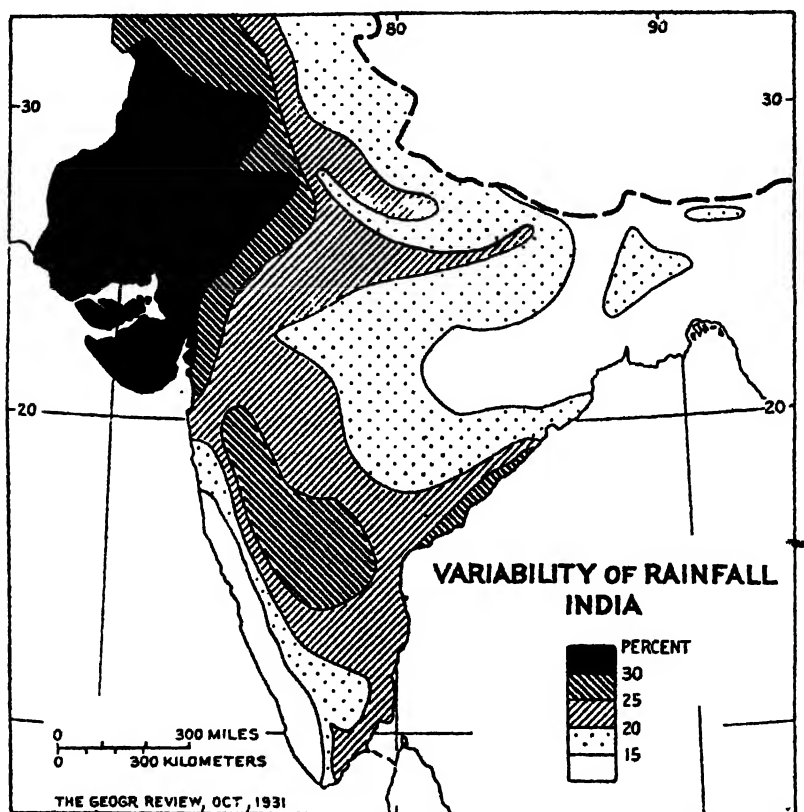 80 90
30 30
20 20
VARIABILITY OF RAINFALL
INDIA
PERCENT
30
25
20
15
0 300 MILES
0 300 KILOMETERS
THE GEOGR REVIEW, OCT, 1931